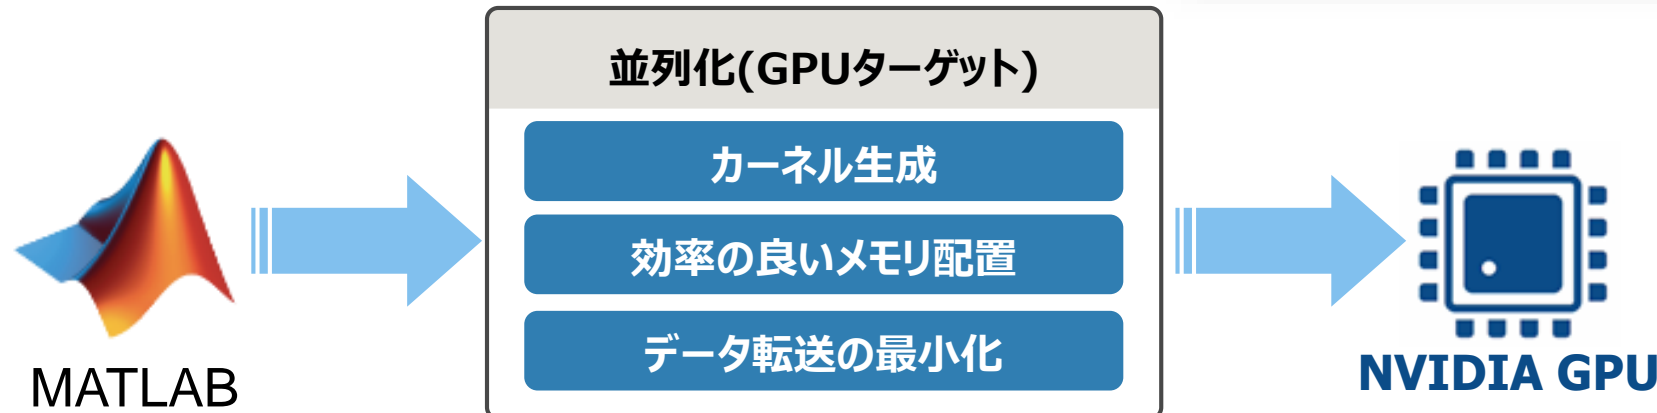 並列化(GPUターゲット)
カーネル生成
効率の良いメモリ配置
データ転送の最小化
MATLAB
NVIDIA GPU